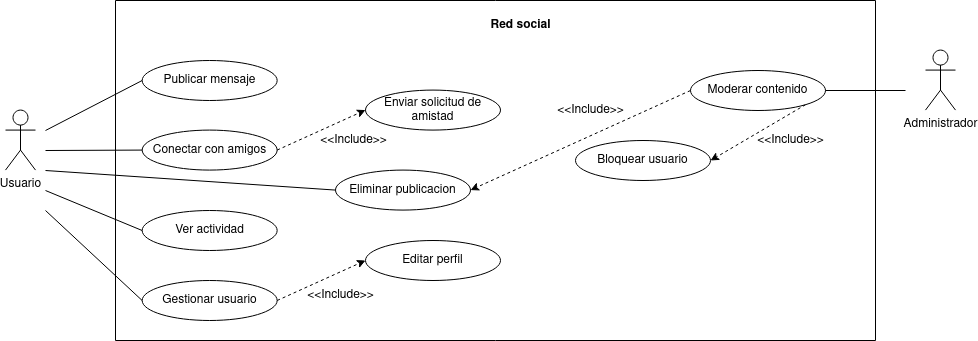 Red social
Publicar mensaje
Moderar contenido
Enviar solicitud de
amistad
<<Include>>
Administrador
Conectar con amigos
<<Include>>
<<Include>>
Bloquear usuario
Usuario
Eliminar publicacion
Ver actividad
Editar perfil
Gestionar usuario
<<Include>>